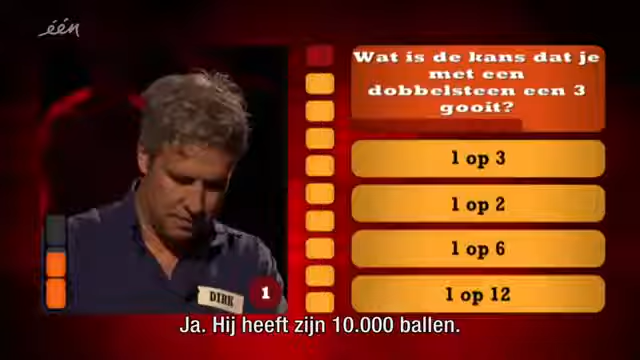 één
Wat is de kans dat je
met een
dobbelsteen een 3
gooit?
1 op 3
1 op 2
1 op 6
1 op 12
DIRK
1
Ja. Hij heeft zijn 10.000 ballen.